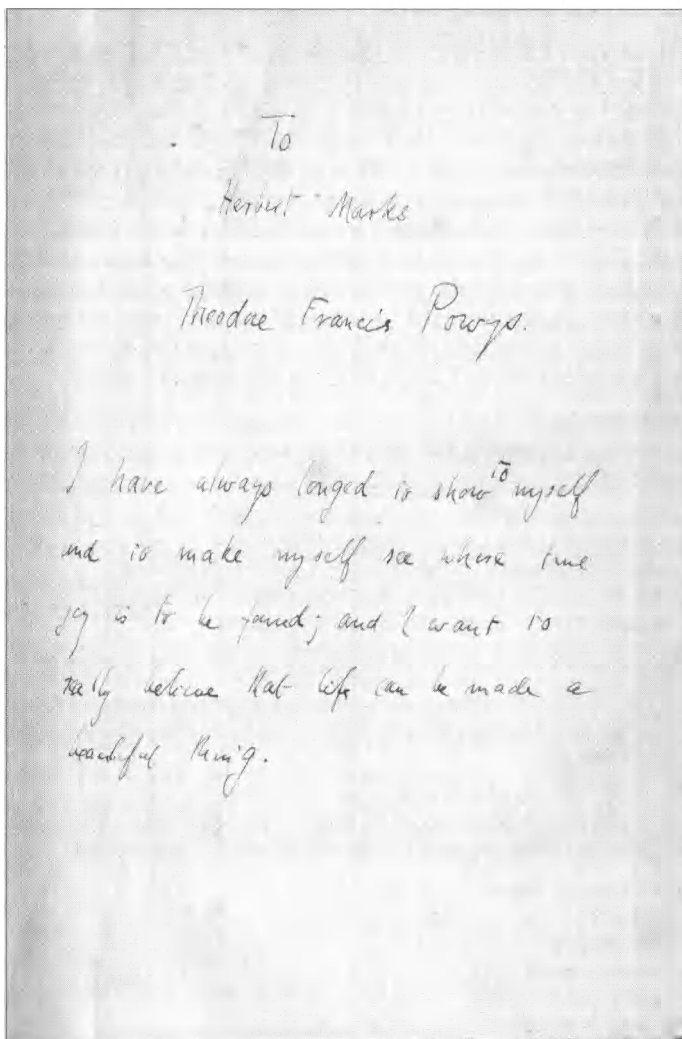 To
Herbert Marks
Theodore Francis Powys.
I have always longed to show to myself
and to make myself see where true
joy is to be found; and I want to
really believe that life can be made a
beautiful thing.